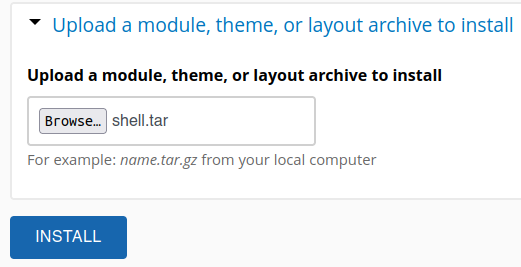 Upload a module, theme, or layout archive to install
Upload a module, theme, or layout archive to install
Browse… shell.tar
For example: name.tar.gz from your local computer
INSTALL